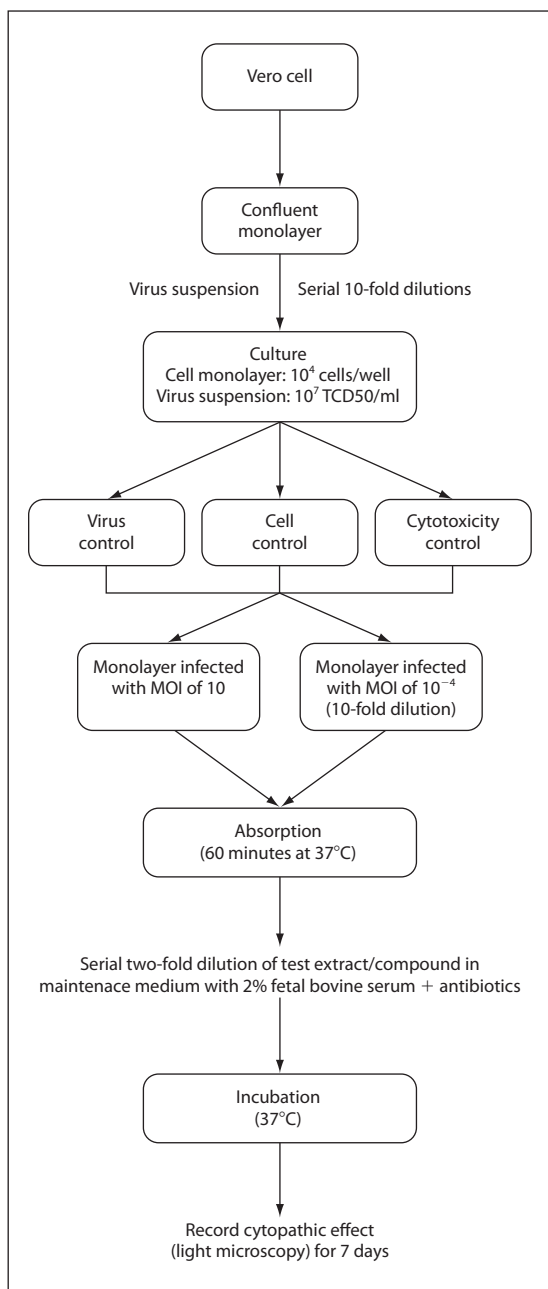 Vero cell
Confluent
monolayer
Virus suspension Serial 10-fold dilutions
Culture
Cell monolayer: 10⁴ cells/well
Virus suspension: 10⁷ TCD50/ml
Virus
control
Cell
control
Cytotoxicity
control
Monolayer infected
with MOI of 10
Monolayer infected
with MOI of 10⁻⁴
(10-fold dilution)
Absorption
(60 minutes at 37°C)
Serial two-fold dilution of test extract/compound in
maintenace medium with 2% fetal bovine serum + antibiotics
Incubation
(37°C)
Record cytopathic effect
(light microscopy) for 7 days